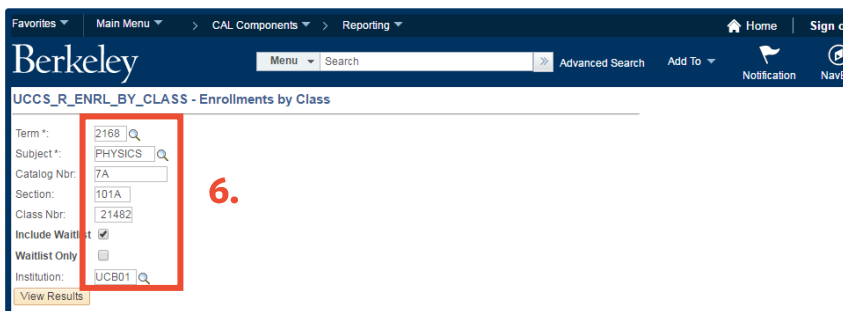 Favorites Main Menu > CAL Components > Reporting Home Sign
Berkeley Menu Search >> Advanced Search Add To Notification
UCCS_R_ENRL_BY_CLASS - Enrollments by Class
Term *: 2168
Subject *: PHYSICS
Catalog Nbr: 7A
Section: 101A
Class Nbr: 21482
Include Waitlist
Waitlist Only
Institution: UCB01
View Results
6.